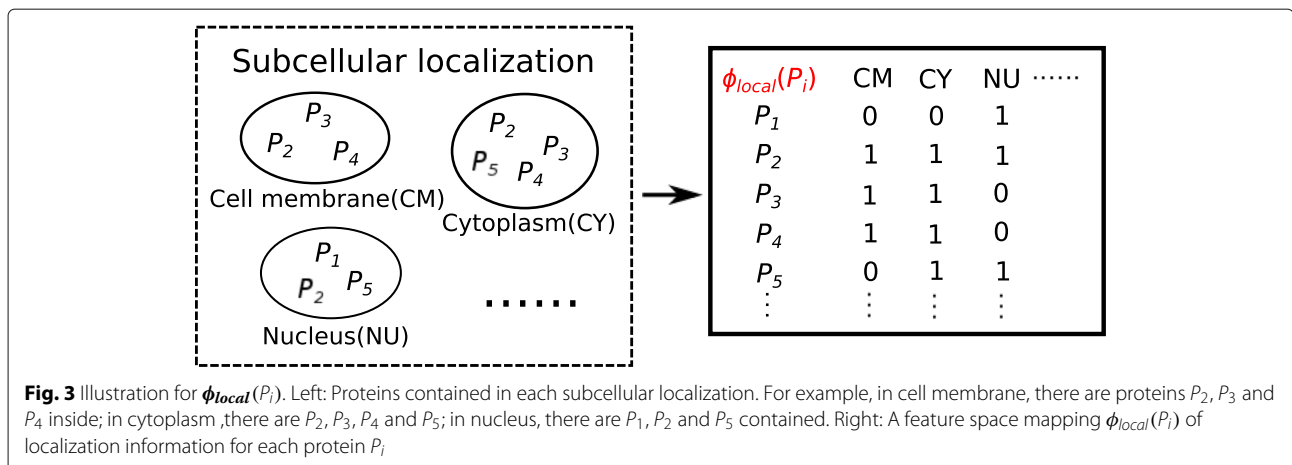 Subcellular localization
P3
P2 P4
Cell membrane(CM)
P2
P5 P4 P3
Cytoplasm(CY)
P1
P2 P5
Nucleus(NU)
......
ϕlocal(Pi) CM CY NU ······
P1 0 0 1
P2 1 1 1
P3 1 1 0
P4 1 1 0
P5 0 1 1
⋮ ⋮ ⋮ ⋮
Fig. 3 Illustration for ϕlocal(Pi). Left: Proteins contained in each subcellular localization. For example, in cell membrane, there are proteins P2, P3 and
P4 inside; in cytoplasm ,there are P2, P3, P4 and P5; in nucleus, there are P1, P2 and P5 contained. Right: A feature space mapping ϕlocal(Pi) of
localization information for each protein Pi